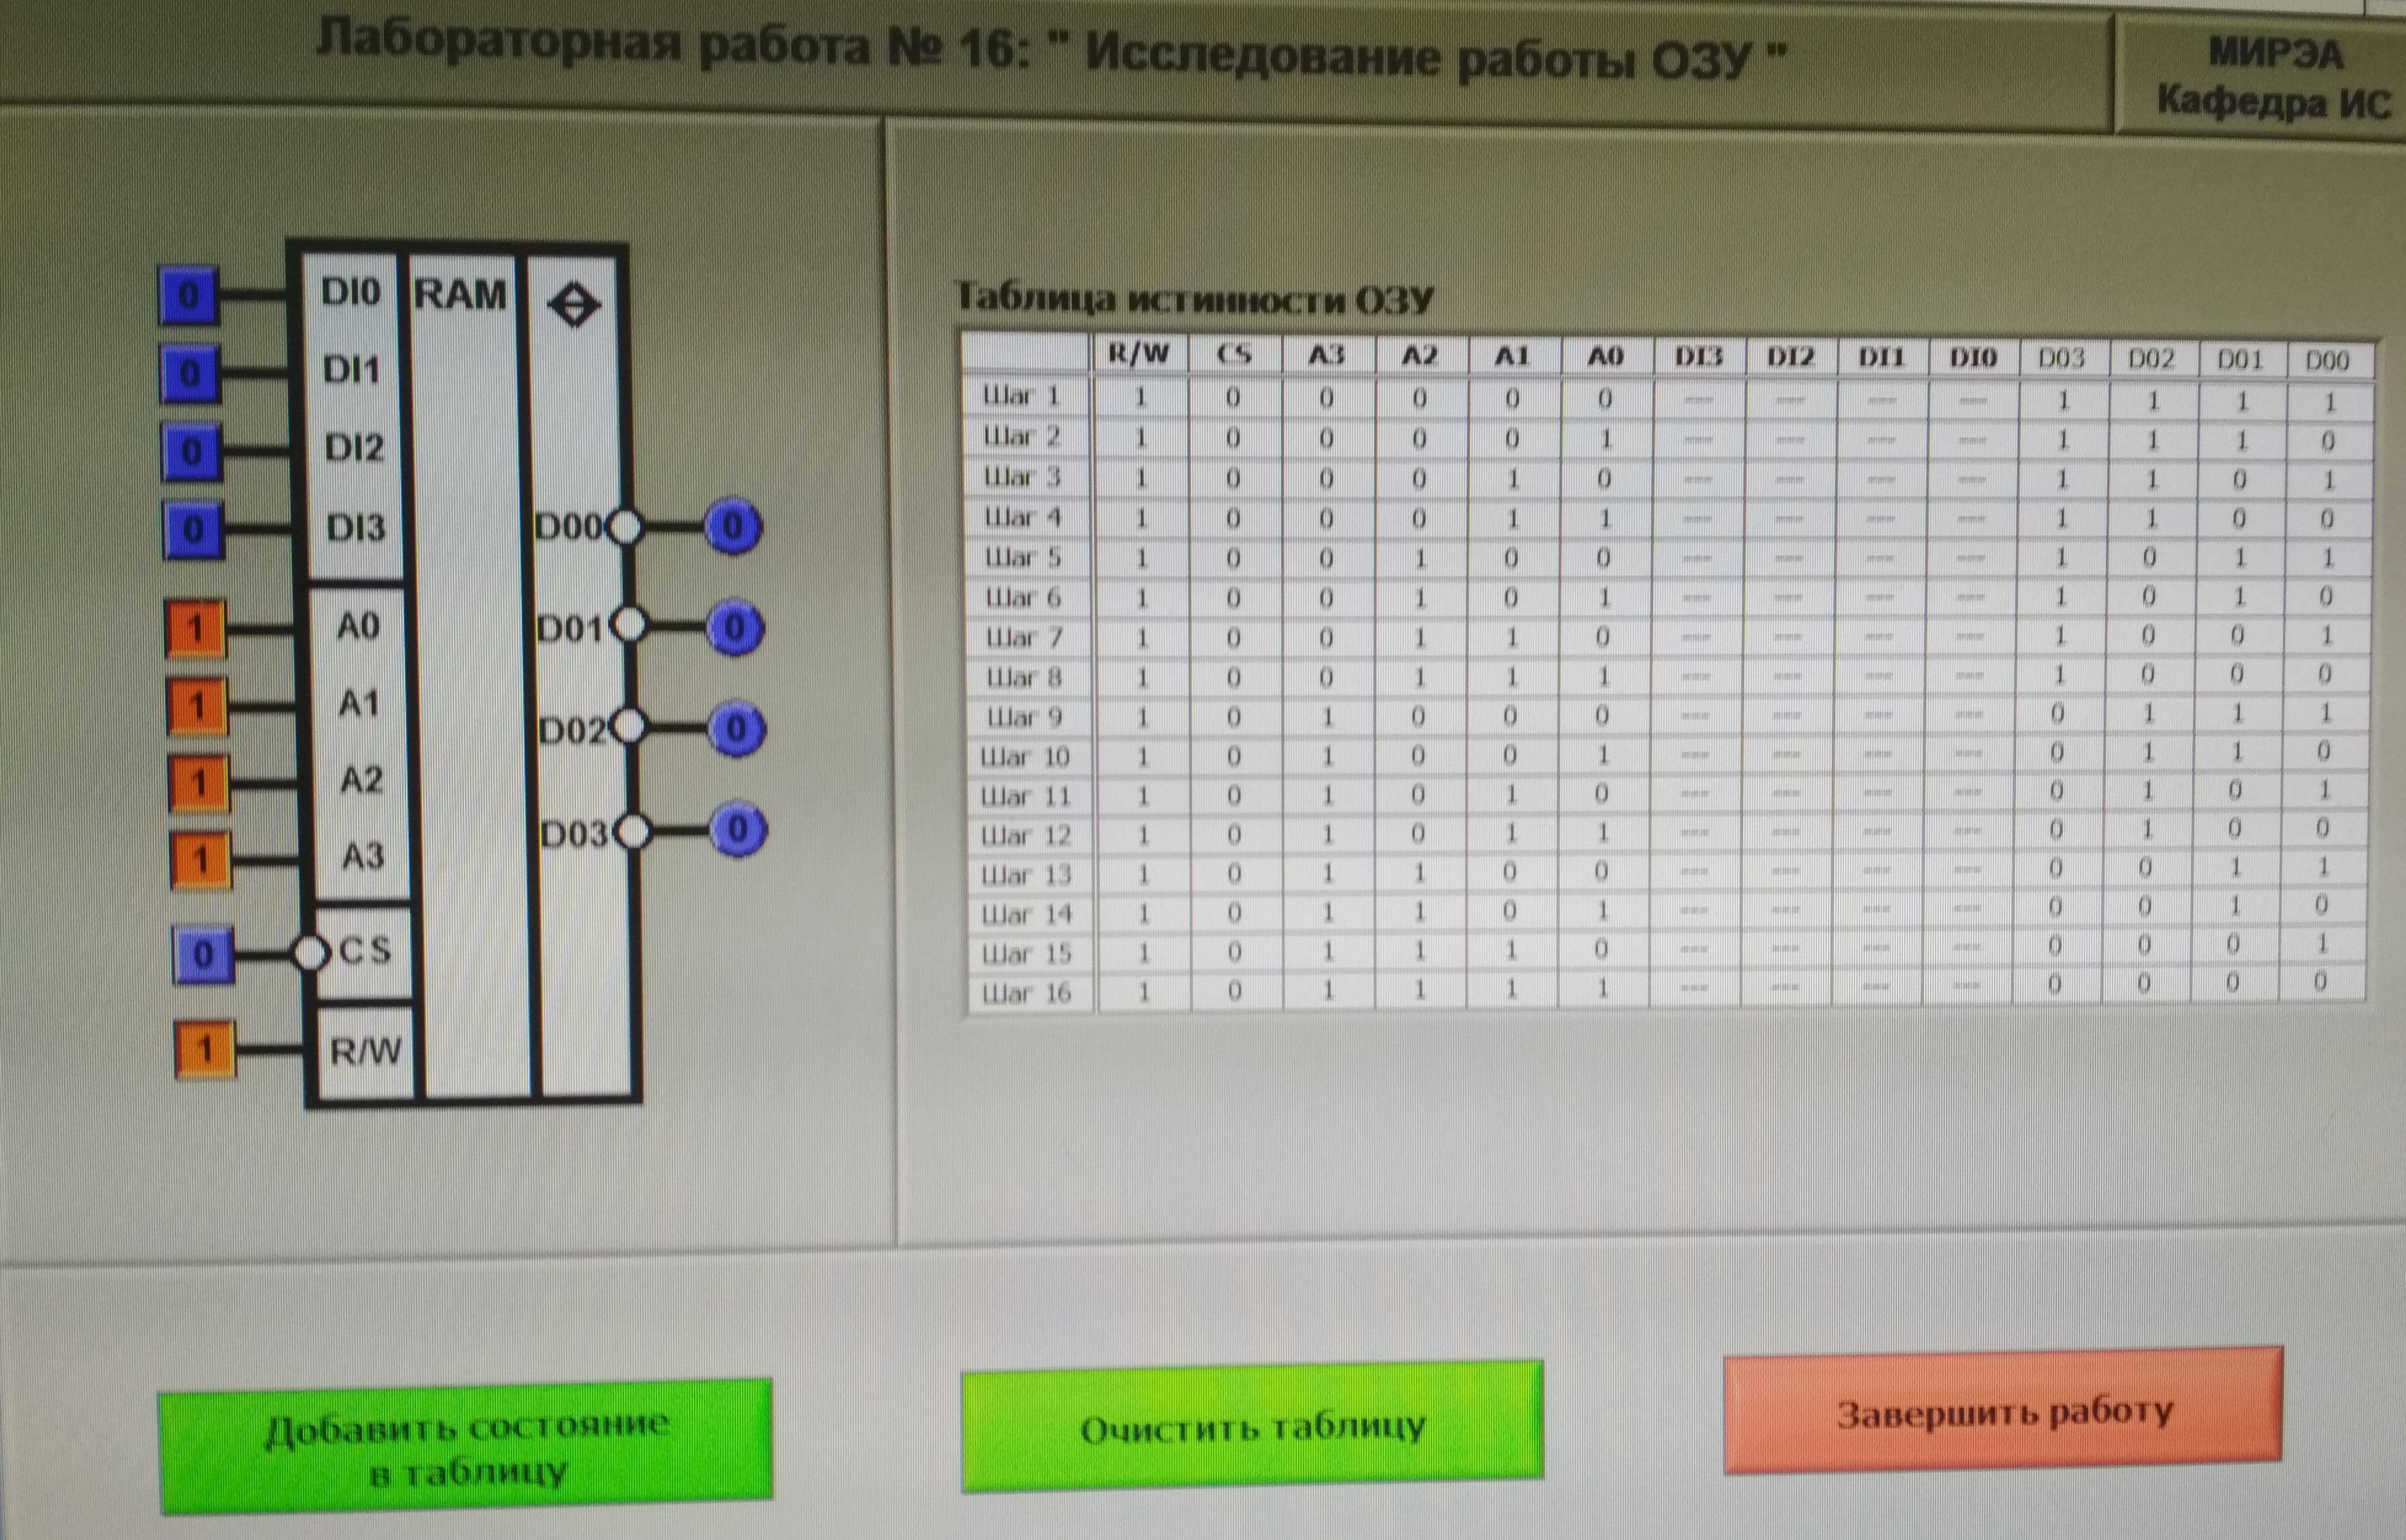 Лабораторная работа № 16: " Исследование работы ОЗУ "
МИРЭА
Кафедра ИС
0 DI0 RAM
0 DI1
0 DI2
0 DI3 D00 0
1 A0 D01 0
1 A1
1 A2 D02 0
1 A3 D03 0
0 CS
1 R/W
Таблица истинности ОЗУ
R/W CS A3 A2 A1 A0 DI3 DI2 DI1 DI0 D03 D02 D01 D00
Шаг 1 1 0 0 0 0 0 --- --- --- --- 1 1 1 1
Шаг 2 1 0 0 0 0 1 --- --- --- --- 1 1 1 0
Шаг 3 1 0 0 0 1 0 --- --- --- --- 1 1 0 1
Шаг 4 1 0 0 0 1 1 --- --- --- --- 1 1 0 0
Шаг 5 1 0 0 1 0 0 --- --- --- --- 1 0 1 1
Шаг 6 1 0 0 1 0 1 --- --- --- --- 1 0 1 0
Шаг 7 1 0 0 1 1 0 --- --- --- --- 1 0 0 1
Шаг 8 1 0 0 1 1 1 --- --- --- --- 1 0 0 0
Шаг 9 1 0 1 0 0 0 --- --- --- --- 0 1 1 1
Шаг 10 1 0 1 0 0 1 --- --- --- --- 0 1 1 0
Шаг 11 1 0 1 0 1 0 --- --- --- --- 0 1 0 1
Шаг 12 1 0 1 0 1 1 --- --- --- --- 0 1 0 0
Шаг 13 1 0 1 1 0 0 --- --- --- --- 0 0 1 1
Шаг 14 1 0 1 1 0 1 --- --- --- --- 0 0 1 0
Шаг 15 1 0 1 1 1 0 --- --- --- --- 0 0 0 1
Шаг 16 1 0 1 1 1 1 --- --- --- --- 0 0 0 0
Добавить состояние
в таблицу
Очистить таблицу
Завершить работу